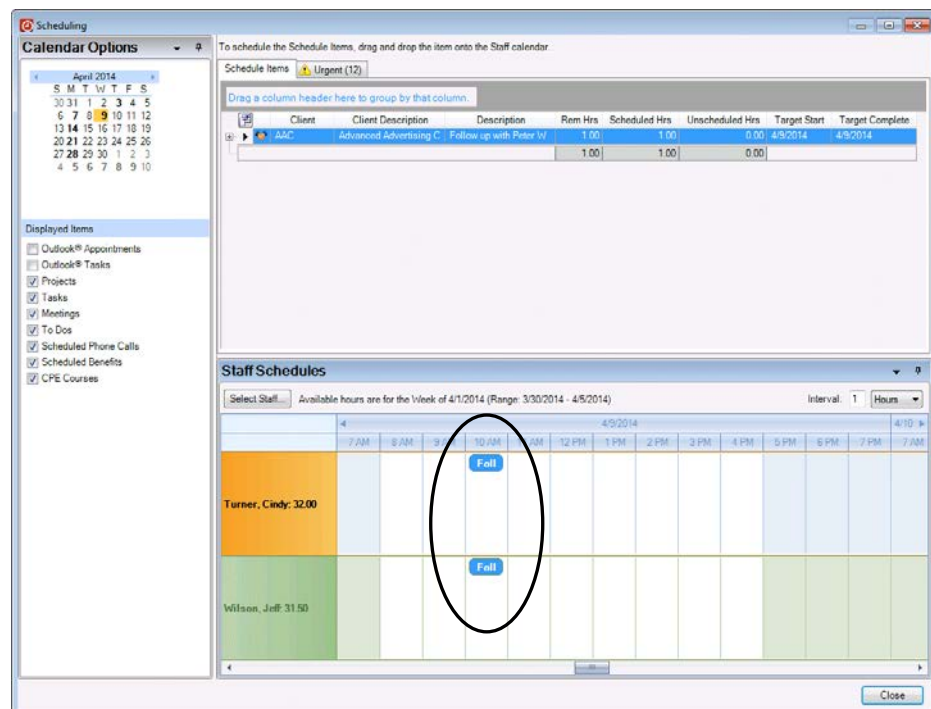 Scheduling
Calendar Options
April 2014
S M T W T F S
30 31 1 2 3 4 5
6 7 8 9 10 11 12
13 14 15 16 17 18 19
20 21 22 23 24 25 26
27 28 29 30 1 2 3
4 5 6 7 8 9 10
Displayed Items
Outlook® Appointments
Outlook® Tasks
Projects
Tasks
Meetings
To Dos
Scheduled Phone Calls
Scheduled Benefits
CPE Courses
To schedule the Schedule Items, drag and drop the item onto the Staff calendar.
Schedule Items Urgent (12)
Drag a column header here to group by that column.
Client Client Description Description Rem Hrs Scheduled Hrs Unscheduled Hrs Target Start Target Complete
AAC Advanced Advertising C Follow up with Peter W 1.00 1.00 0.00 4/9/2014 4/9/2014
1.00 1.00 0.00
Staff Schedules
Select Staff... Available hours are for the Week of 4/1/2014 (Range: 3/30/2014 - 4/5/2014) Interval: 1 Hours
4/9/2014 4/10
7 AM 8 AM 9 AM 10 AM AM 12 PM 1 PM 2 PM 3 PM 4 PM 5 PM 6 PM 7 PM 7 AM
Foll
Turner, Cindy: 32.00
Foll
Wilson, Jeff: 31.50
Close